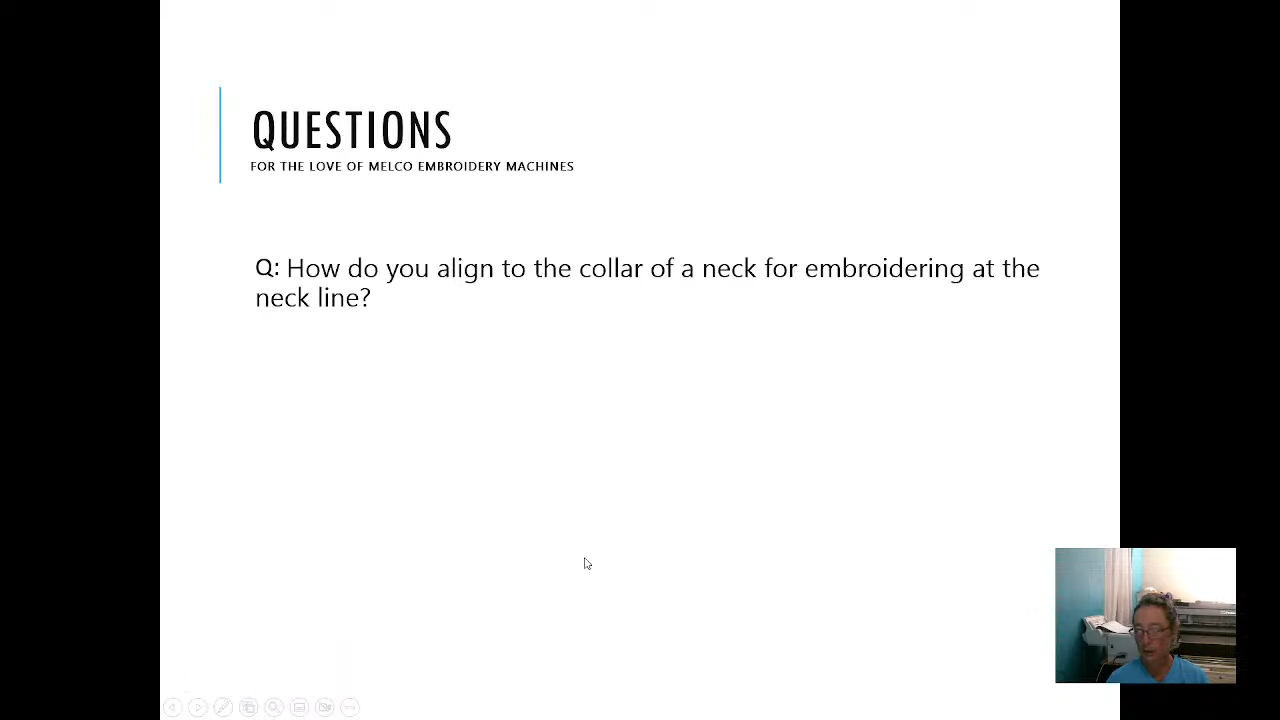 QUESTIONS
FOR THE LOVE OF MELCO EMBROIDERY MACHINES
Q: How do you align to the collar of a neck for embroidering at the
neck line?